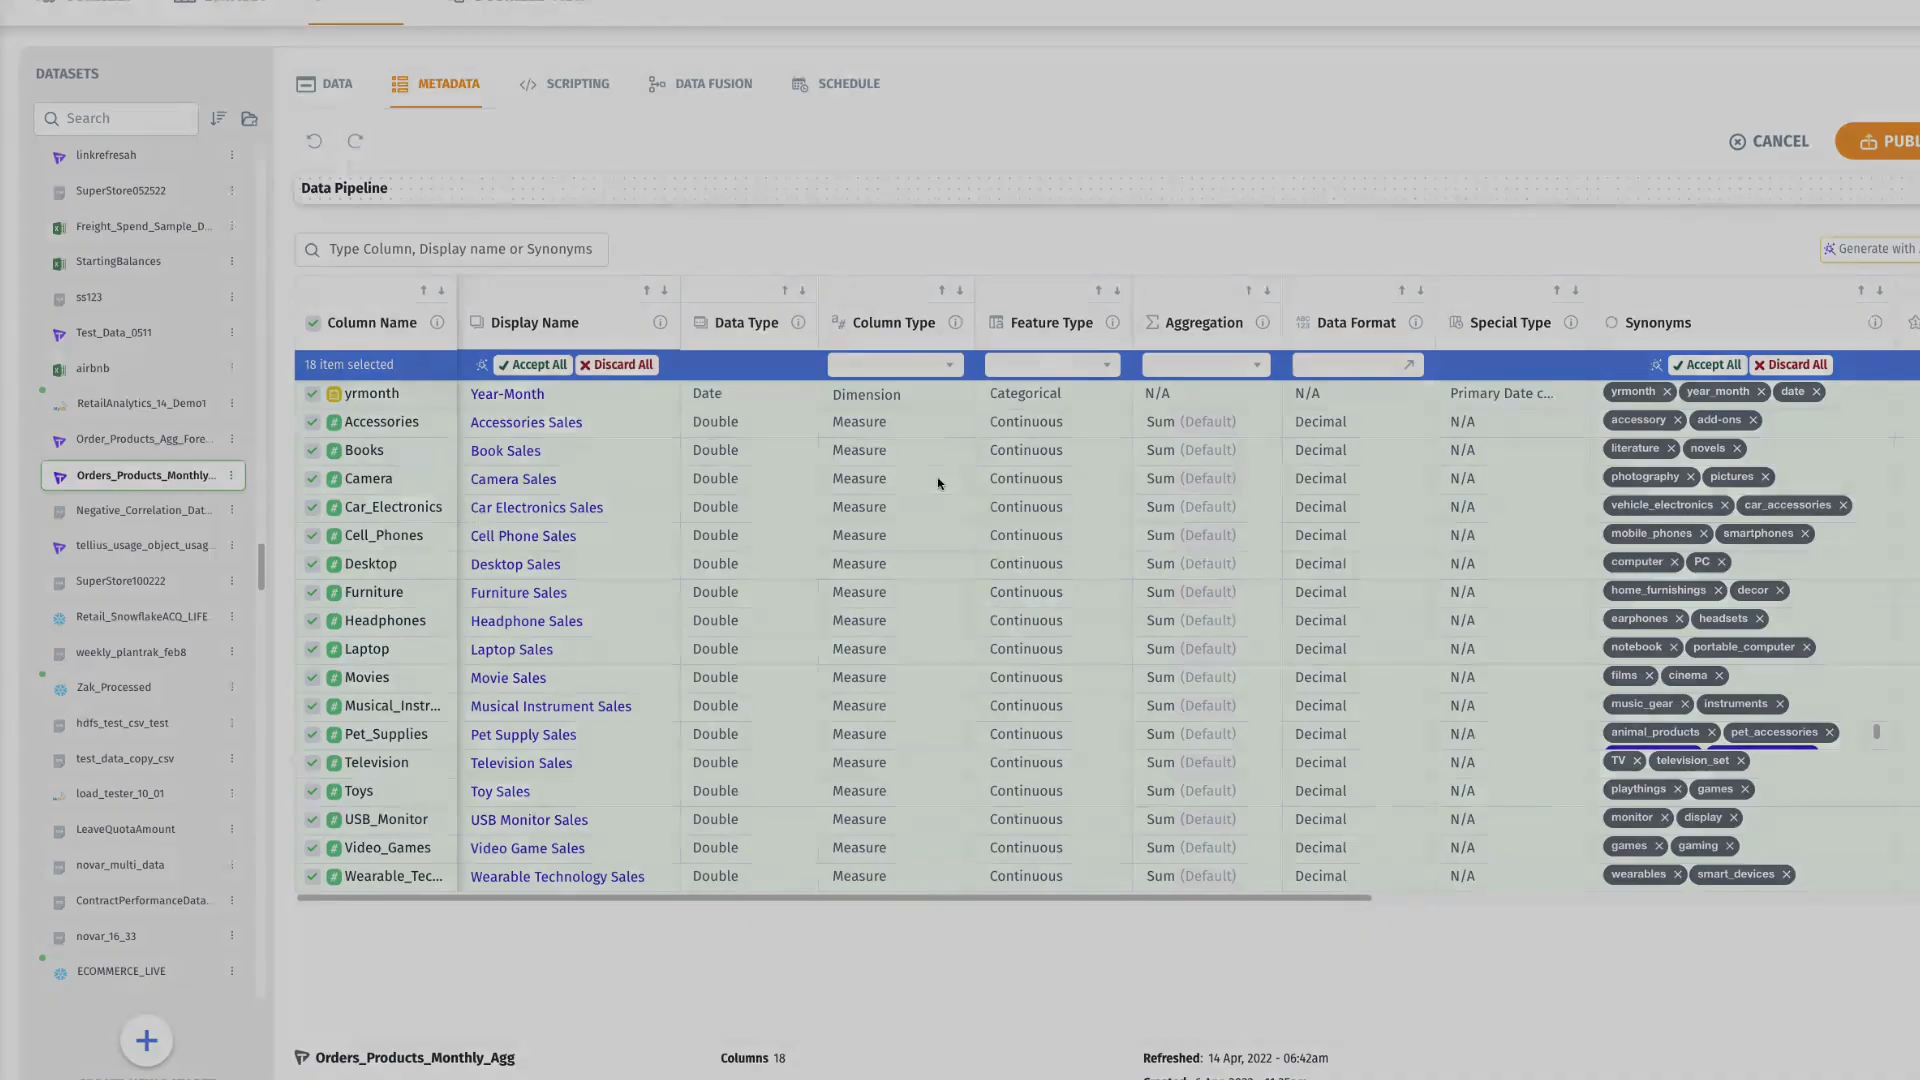 DATASETS
Search
linkrefresah
SuperStore052522
Freight_Spend_Sample_D...
StartingBalances
ss123
Test_Data_0511
airbnb
RetailAnalytics_14_Demo1
Order_Products_Agg_Fore...
Orders_Products_Monthly...
Negative_Correlation_Dat...
tellius_usage_object_usag...
SuperStore100222
Retail_SnowflakeACQ_LIFE
weekly_plantrak_feb8
Zak_Processed
hdfs_test_csv_test
test_data_copy_csv
load_tester_10_01
LeaveQuotaAmount
novar_multi_data
ContractPerformanceData...
novar_16_33
ECOMMERCE_LIVE
DATA METADATA SCRIPTING DATA FUSION SCHEDULE
CANCEL PUBL
Data Pipeline
Type Column, Display name or Synonyms
Generate with
Column Name Display Name Data Type Column Type Feature Type Aggregation Data Format Special Type Synonyms
18 item selected Accept All Discard All Accept All Discard All
yrmonth Year-Month Date Dimension Categorical N/A N/A Primary Date c... yrmonth year_month date
Accessories Accessories Sales Double Measure Continuous Sum (Default) Decimal N/A accessory add-ons
Books Book Sales Double Measure Continuous Sum (Default) Decimal N/A literature novels
Camera Camera Sales Double Measure Continuous Sum (Default) Decimal N/A photography pictures
Car_Electronics Car Electronics Sales Double Measure Continuous Sum (Default) Decimal N/A vehicle_electronics car_accessories
Cell_Phones Cell Phone Sales Double Measure Continuous Sum (Default) Decimal N/A mobile_phones smartphones
Desktop Desktop Sales Double Measure Continuous Sum (Default) Decimal N/A computer PC
Furniture Furniture Sales Double Measure Continuous Sum (Default) Decimal N/A home_furnishings decor
Headphones Headphone Sales Double Measure Continuous Sum (Default) Decimal N/A earphones headsets
Laptop Laptop Sales Double Measure Continuous Sum (Default) Decimal N/A notebook portable_computer
Movies Movie Sales Double Measure Continuous Sum (Default) Decimal N/A films cinema
Musical_Instr... Musical Instrument Sales Double Measure Continuous Sum (Default) Decimal N/A music_gear instruments
Pet_Supplies Pet Supply Sales Double Measure Continuous Sum (Default) Decimal N/A animal_products pet_accessories
Television Television Sales Double Measure Continuous Sum (Default) Decimal N/A TV television_set
Toys Toy Sales Double Measure Continuous Sum (Default) Decimal N/A playthings games
USB_Monitor USB Monitor Sales Double Measure Continuous Sum (Default) Decimal N/A monitor display
Video_Games Video Game Sales Double Measure Continuous Sum (Default) Decimal N/A games gaming
Wearable_Tec... Wearable Technology Sales Double Measure Continuous Sum (Default) Decimal N/A wearables smart_devices
Orders_Products_Monthly_Agg Columns 18 Refreshed: 14 Apr, 2022 - 06:42am